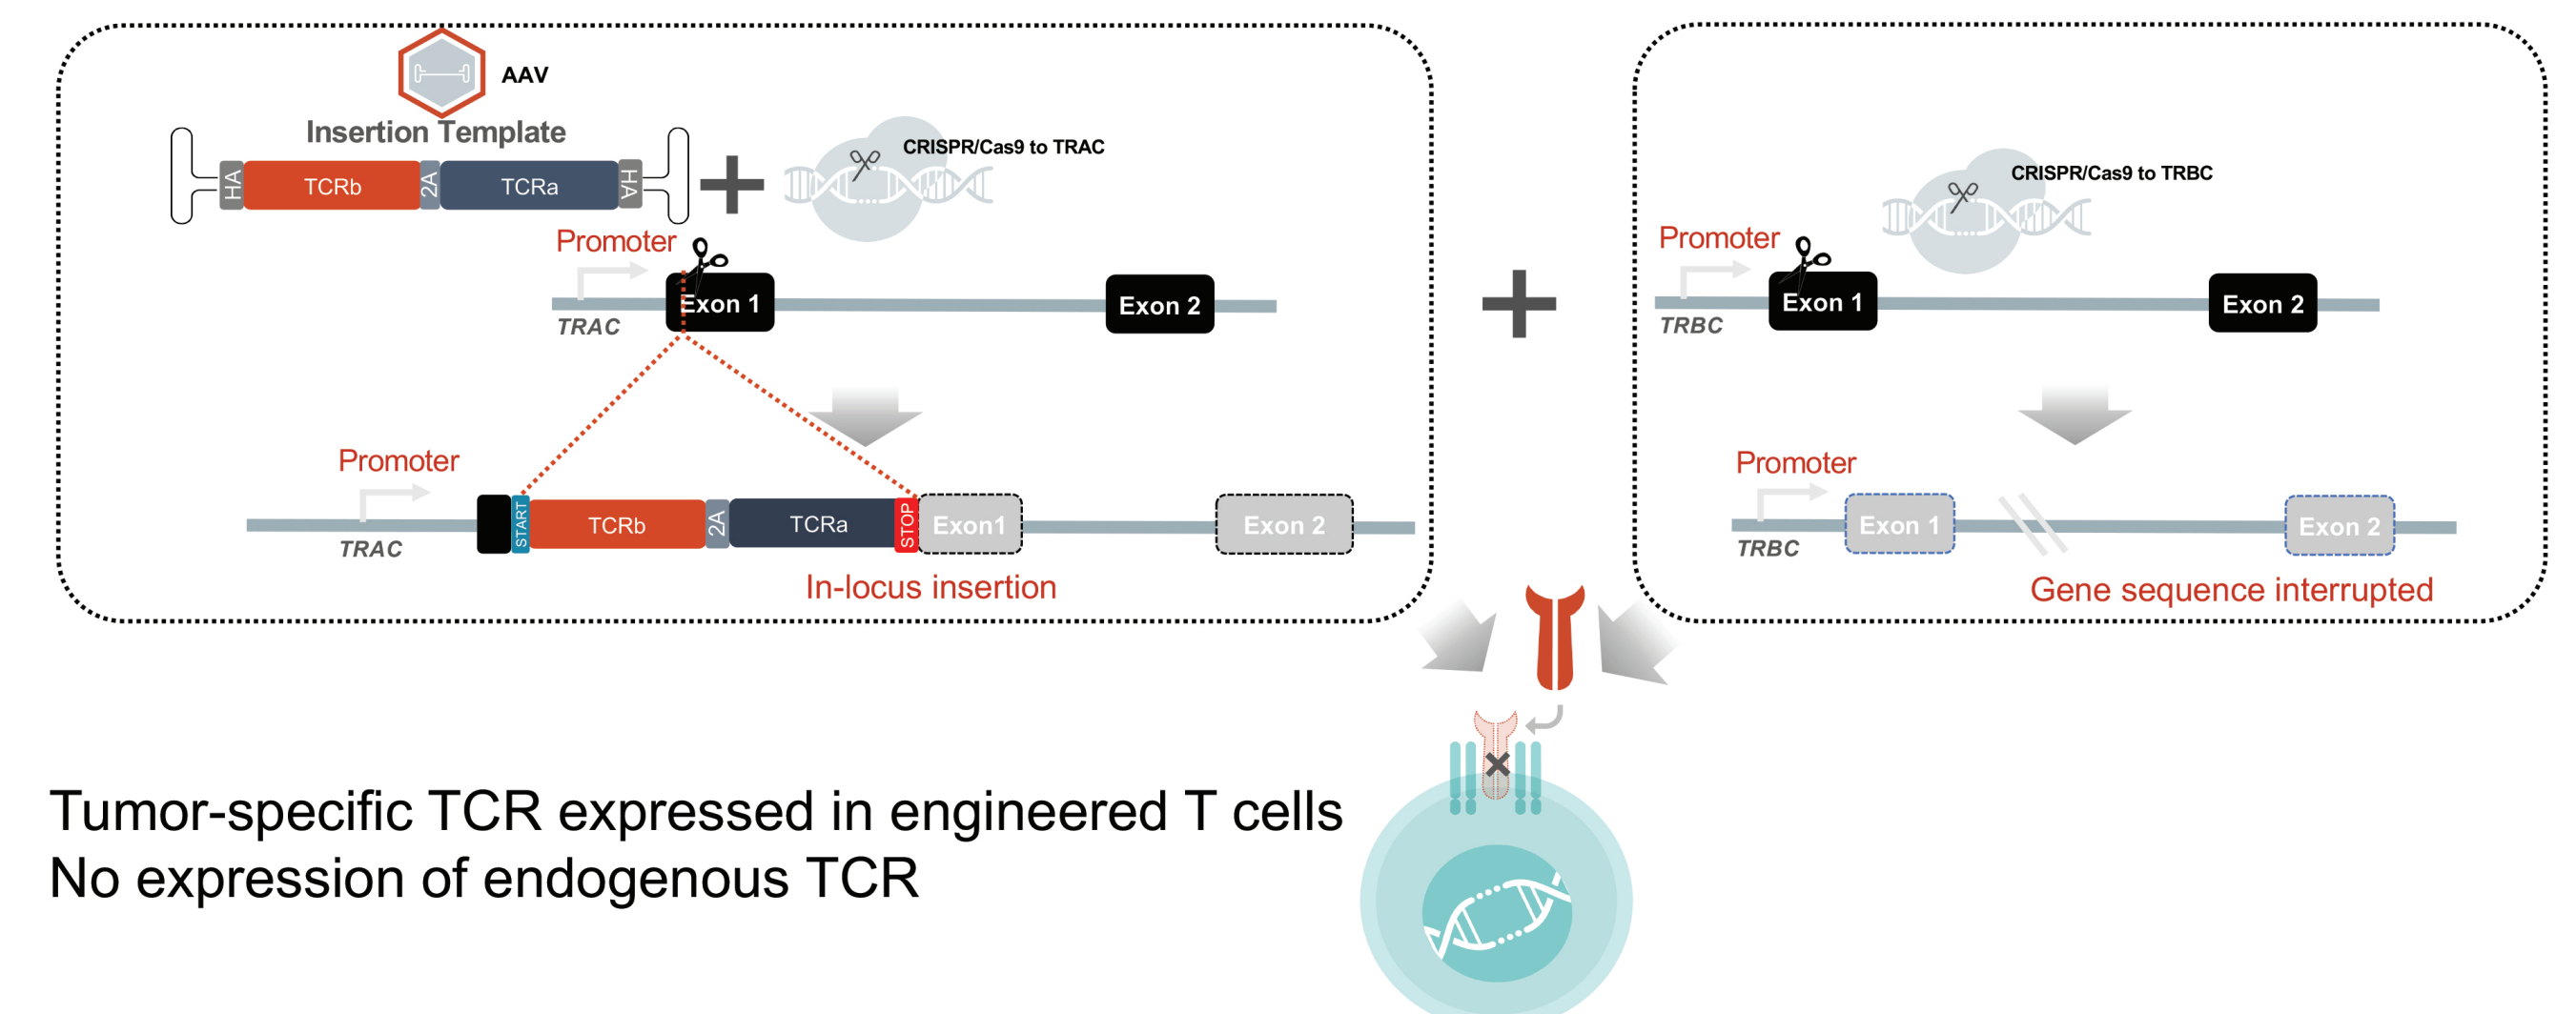 AAV
Insertion Template
HA TCRb 2A TCRa HA
CRISPR/Cas9 to TRAC
Promoter
Exon 1
Exon 2
TRAC
Promoter
START TCRb 2A TCRa STOP Exon1
Exon 2
TRAC
In-locus insertion
CRISPR/Cas9 to TRBC
Promoter
Exon 1
Exon 2
TRBC
Promoter
Exon 1
Exon 2
TRBC
Gene sequence interrupted
Tumor-specific TCR expressed in engineered T cells
No expression of endogenous TCR